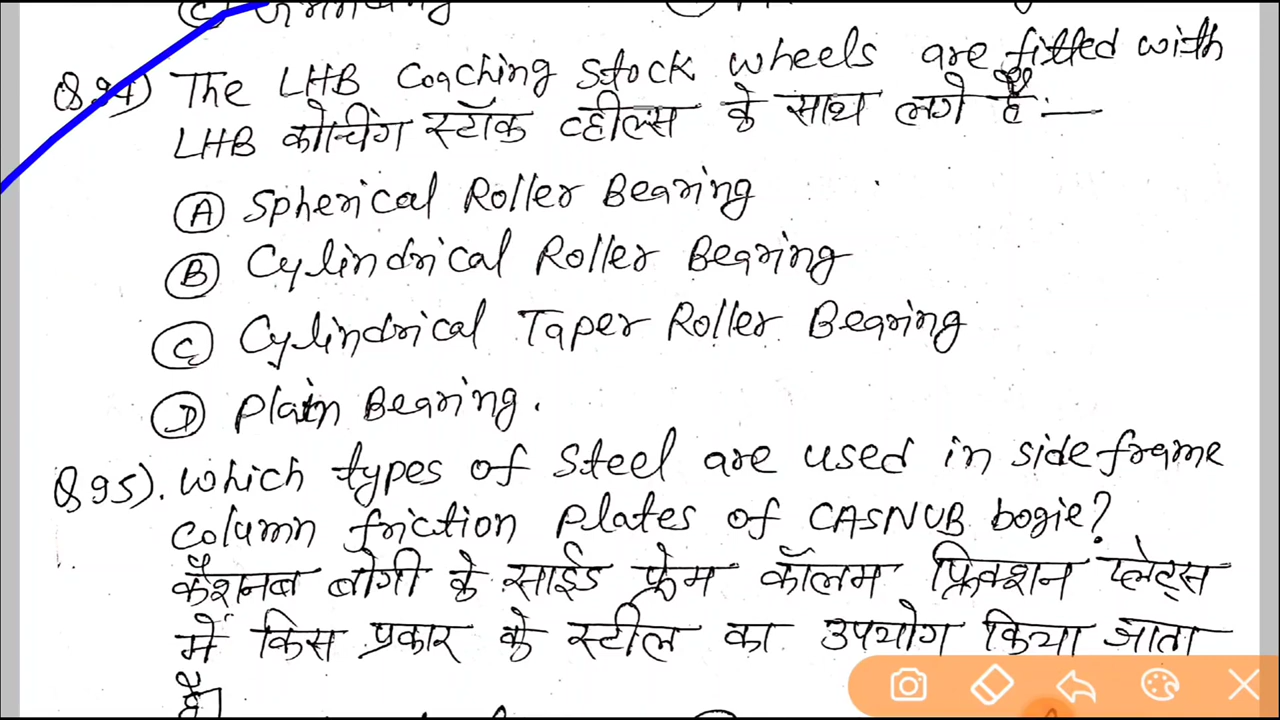 Q.94) The LHB Coaching Stock wheels are fitted with
LHB कोचिंग स्टॉक व्हील्स के साथ लगे हैं :—
(A) Spherical Roller Bearing
(B) Cylindrical Roller Bearing
(C) Cylindrical Taper Roller Bearing
(D) Plain Bearing.
Q.95). Which types of Steel are used in side frame
column friction plates of CASNUB bogie?
कैशनब बोगी के साईड फ्रेम कॉलम फ्रिक्शन प्लेट्स
में किस प्रकार के स्टील का उपयोग किया जाता
है।